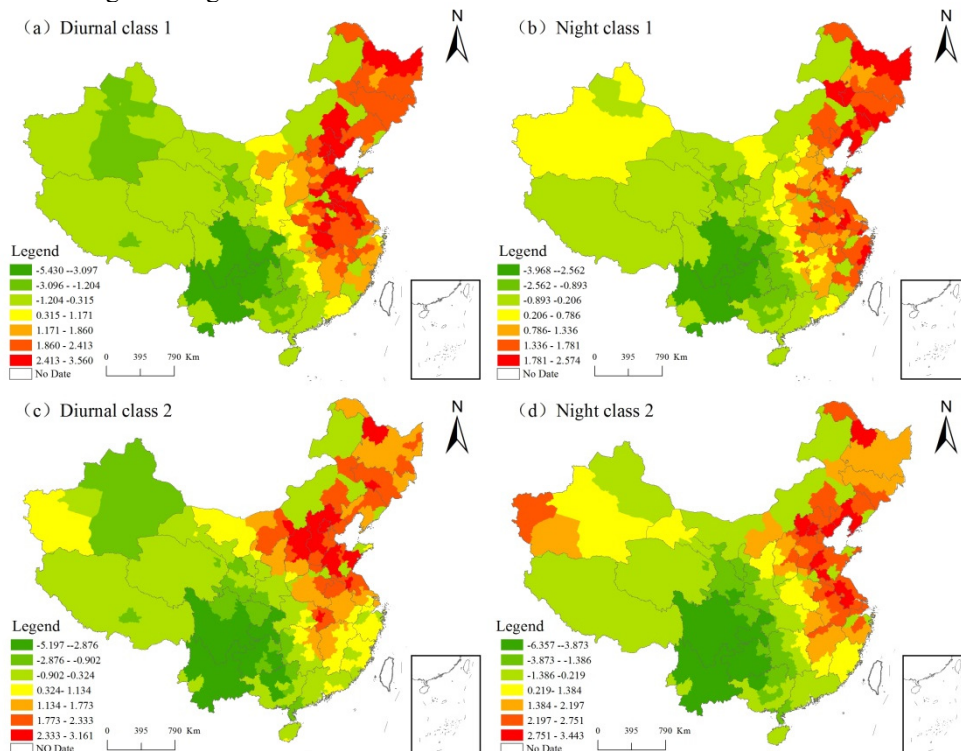 (a) Diurnal class 1
N
Legend
-5.430 --3.097
-3.096 - -1.204
-1.204 -0.315
0.315 - 1.171
1.171 - 1.860
1.860 - 2.413
2.413 - 3.560
No Date
0 395 790 Km
(b) Night class 1
N
Legend
-3.968 --2.562
-2.562 --0.893
-0.893 -0.206
0.206 - 0.786
0.786- 1.336
1.336 - 1.781
1.781 - 2.574
No Date
0 395 790 Km
(c) Diurnal class 2
N
Legend
-5.197 --2.876
-2.876 - -0.902
-0.902 -0.324
0.324 - 1.134
1.134 - 1.773
1.773 - 2.333
2.333 - 3.161
NO Date
0 395 790 Km
(d) Night class 2
N
Legend
-6.357 --3.873
-3.873 - -1.386
-1.386 -0.219
0.219- 1.384
1.384 - 2.197
2.197 - 2.751
2.751 - 3.443
No Date
0 395 790 Km